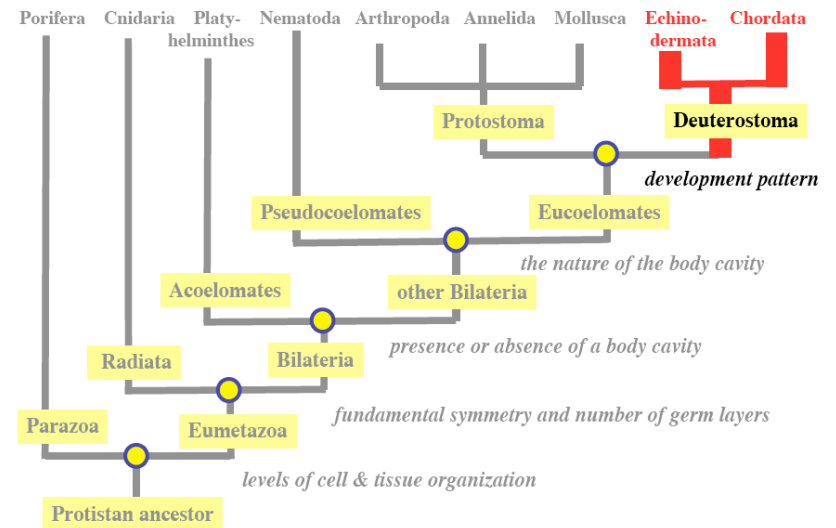 Porifera Cnidaria Platy- Nematoda Arthropoda Annelida Mollusca Echino- Chordata
helminthes dermata
Protostoma Deuterostoma
development pattern
Pseudocoelomates Eucoelomates
the nature of the body cavity
Acoelomates other Bilateria
presence or absence of a body cavity
Radiata Bilateria
fundamental symmetry and number of germ layers
Parazoa Eumetazoa
levels of cell & tissue organization
Protistan ancestor